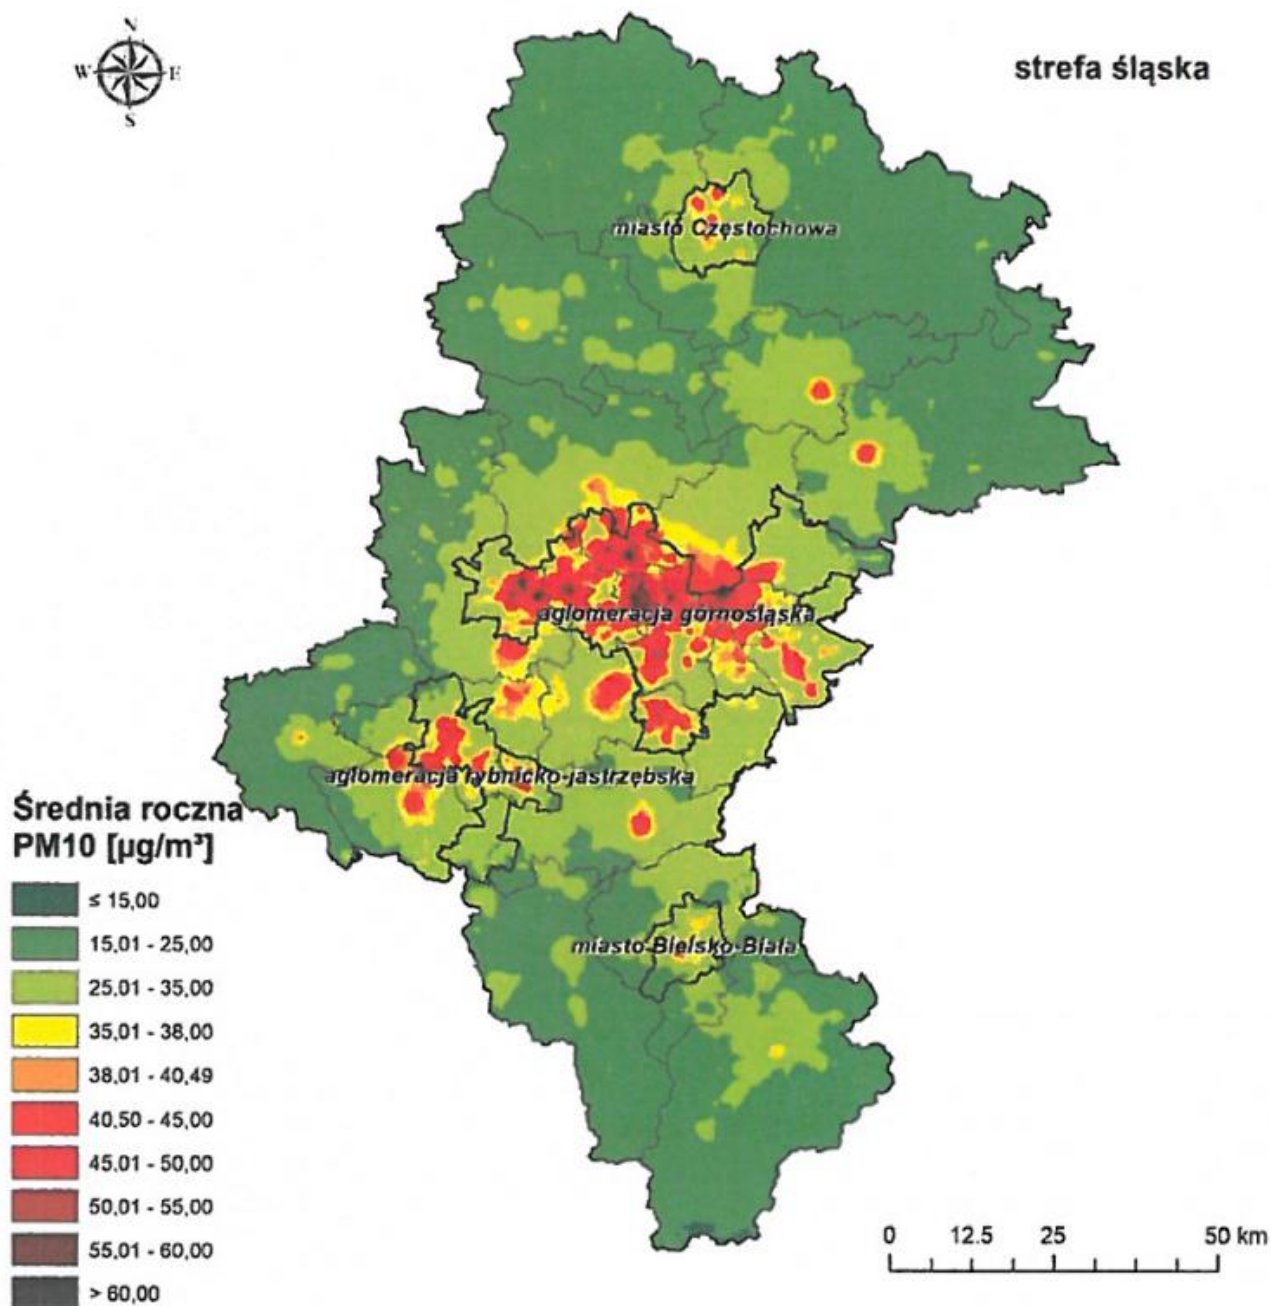 N
W E
S
strefa śląska
miasto Częstochowa
aglomeracja górnośląska
aglomeracja rybnicko-jastrzębska
miasto Bielsko-Biała
Średnia roczna
PM10 [µg/m³]
≤ 15,00
15,01 - 25,00
25,01 - 35,00
35,01 - 38,00
38,01 - 40,49
40,50 - 45,00
45,01 - 50,00
50,01 - 55,00
55,01 - 60,00
> 60,00
0 12.5 25 50 km